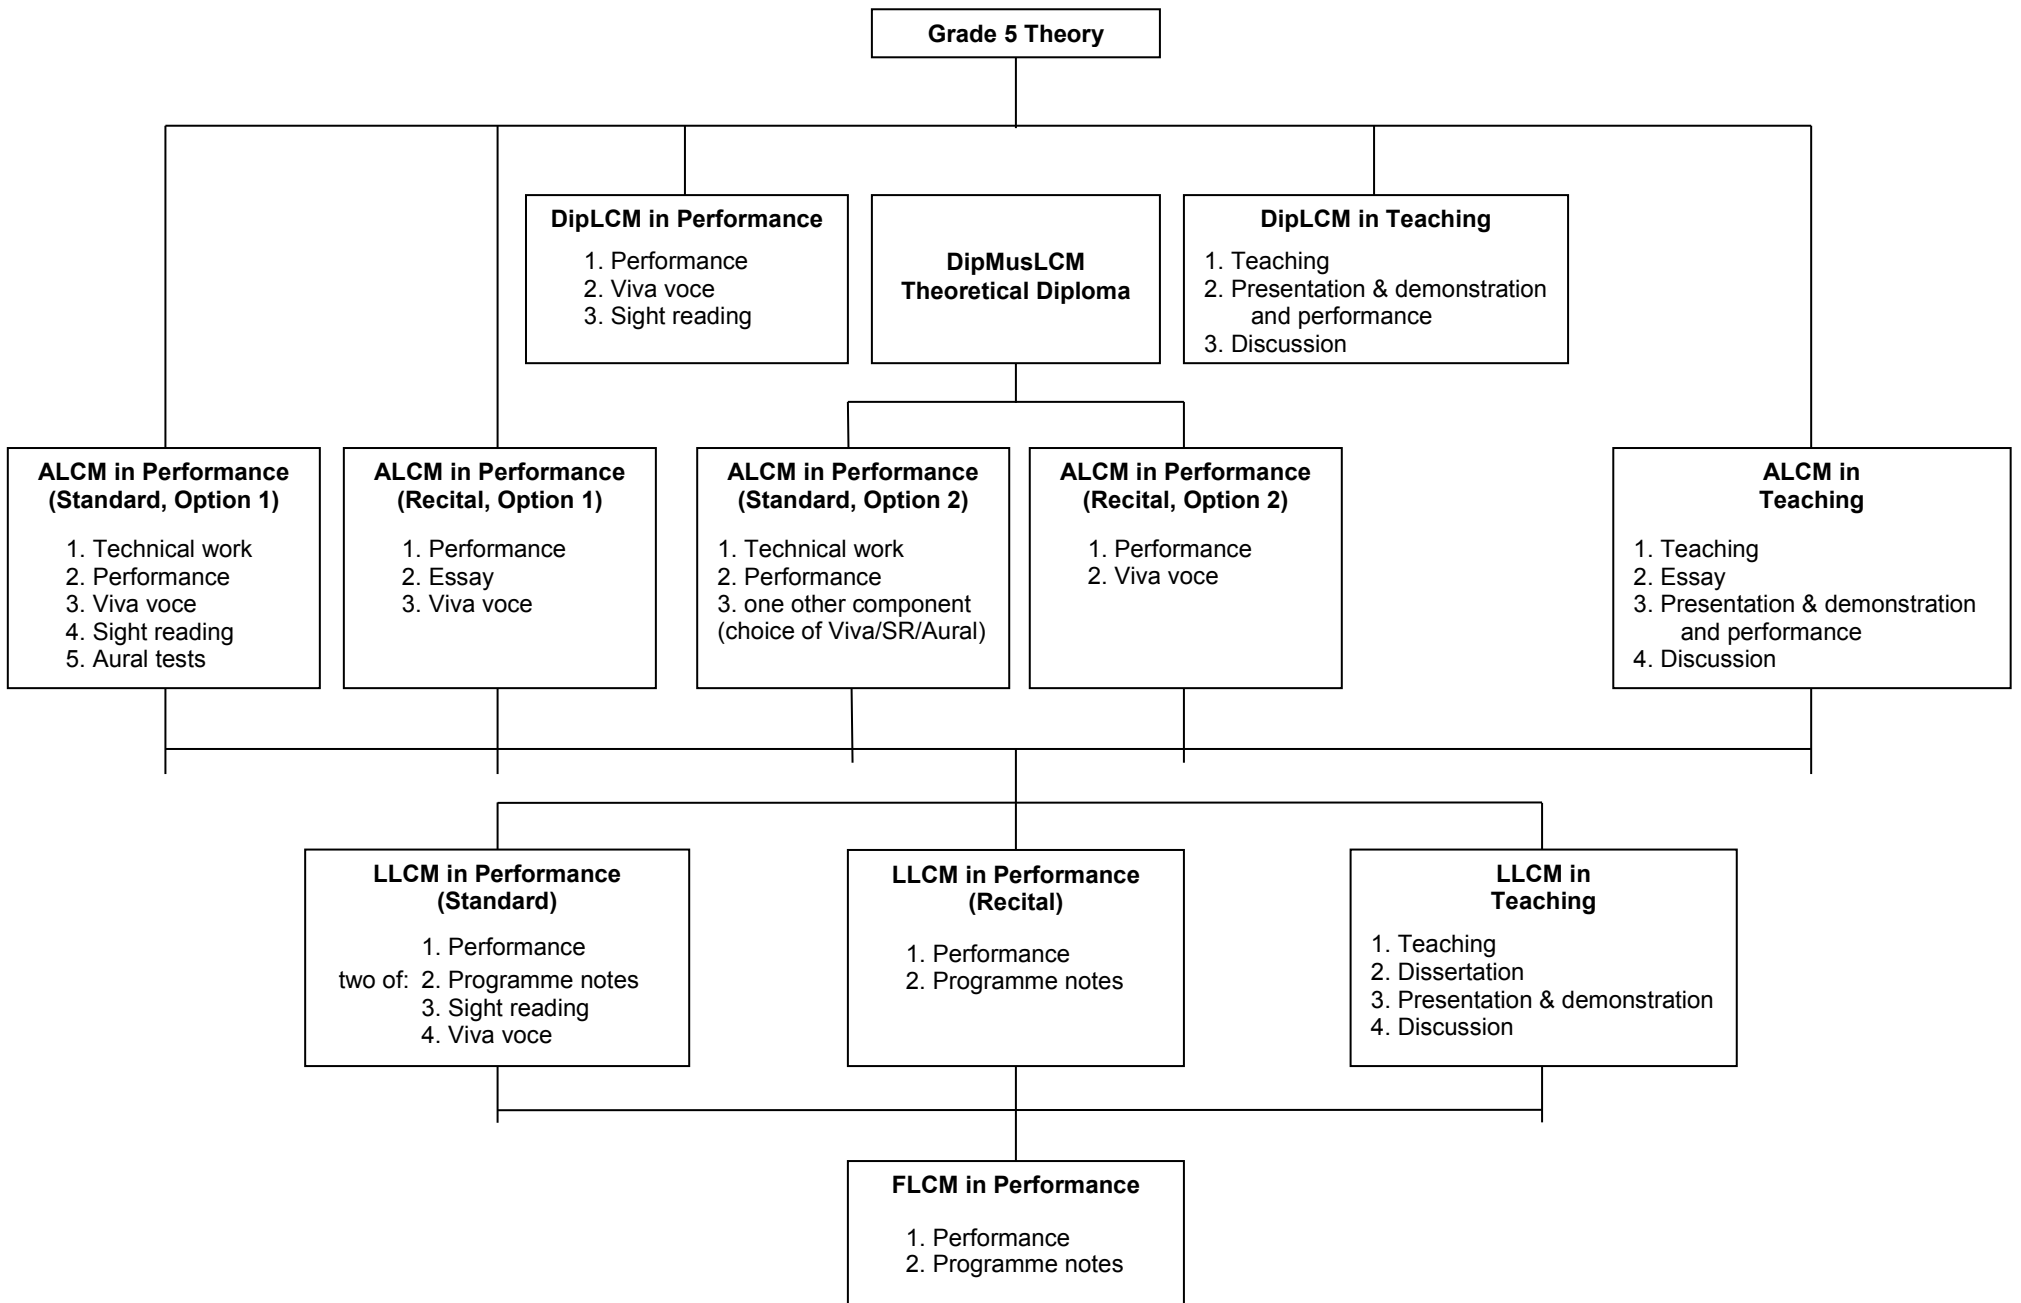 Grade 5 Theory
DipLCM in Performance
1. Performance
2. Viva voce
3. Sight reading
DipMusLCM
Theoretical Diploma
DipLCM in Teaching
1. Teaching
2. Presentation & demonstration
and performance
3. Discussion
ALCM in Performance
(Standard, Option 1)
1. Technical work
2. Performance
3. Viva voce
4. Sight reading
5. Aural tests
ALCM in Performance
(Recital, Option 1)
1. Performance
2. Essay
3. Viva voce
ALCM in Performance
(Standard, Option 2)
1. Technical work
2. Performance
3. one other component
(choice of Viva/SR/Aural)
ALCM in Performance
(Recital, Option 2)
1. Performance
2. Viva voce
ALCM in
Teaching
1. Teaching
2. Essay
3. Presentation & demonstration
and performance
4. Discussion
LLCM in Performance
(Standard)
1. Performance
two of: 2. Programme notes
3. Sight reading
4. Viva voce
LLCM in Performance
(Recital)
1. Performance
2. Programme notes
LLCM in
Teaching
1. Teaching
2. Dissertation
3. Presentation & demonstration
4. Discussion
FLCM in Performance
1. Performance
2. Programme notes